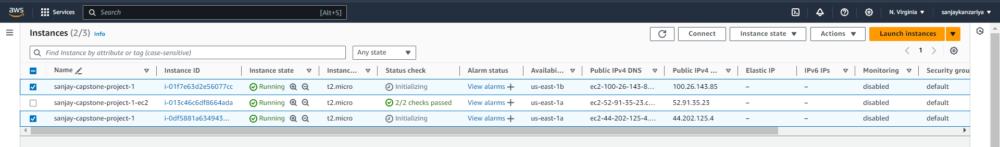 aws Services Search [Alt+S] N. Virginia sanjaykanzariya
Instances (2/3) Info Connect Instance state Actions Launch instances
Find Instance by attribute or tag (case-sensitive) Any state 1
Name Instance ID Instance state Instanc... Status check Alarm status Availabi... Public IPv4 DNS Public IPv4 ... Elastic IP IPv6 IPs Monitoring Security grou
sanjay-capstone-project-1 i-01f7e63d2e56077cc Running t2.micro Initializing View alarms us-east-1b ec2-100-26-143-8... 100.26.143.85 – – disabled default
sanjay-capstone-project-1-ec2 i-013c46c6df8664ada Running t2.micro 2/2 checks passed View alarms us-east-1a ec2-52-91-35-23.c... 52.91.35.23 – – disabled default
sanjay-capstone-project-1 i-0df5881a634943... Running t2.micro Initializing View alarms us-east-1a ec2-44-202-125-4.... 44.202.125.4 – – disabled default